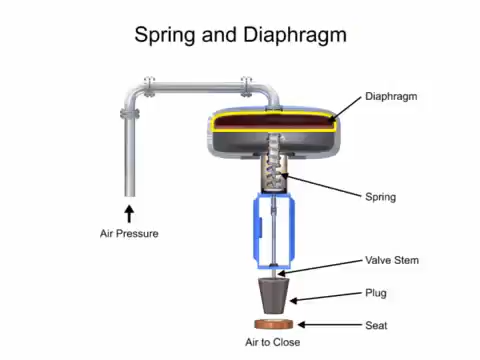 Spring and Diaphragm
Diaphragm
Spring
Air Pressure
Valve Stem
Plug
Seat
Air to Close